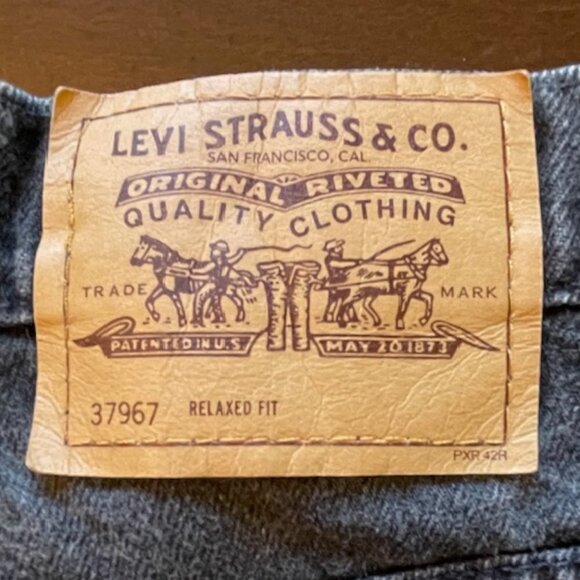 LEVI STRAUSS & CO.
SAN FRANCISCO, CAL.
ORIGINAL RIVETED
QUALITY CLOTHING
TRADE MARK
PATENTED IN U.S. MAY 20 1873
37967 RELAXED FIT
PXR 42R